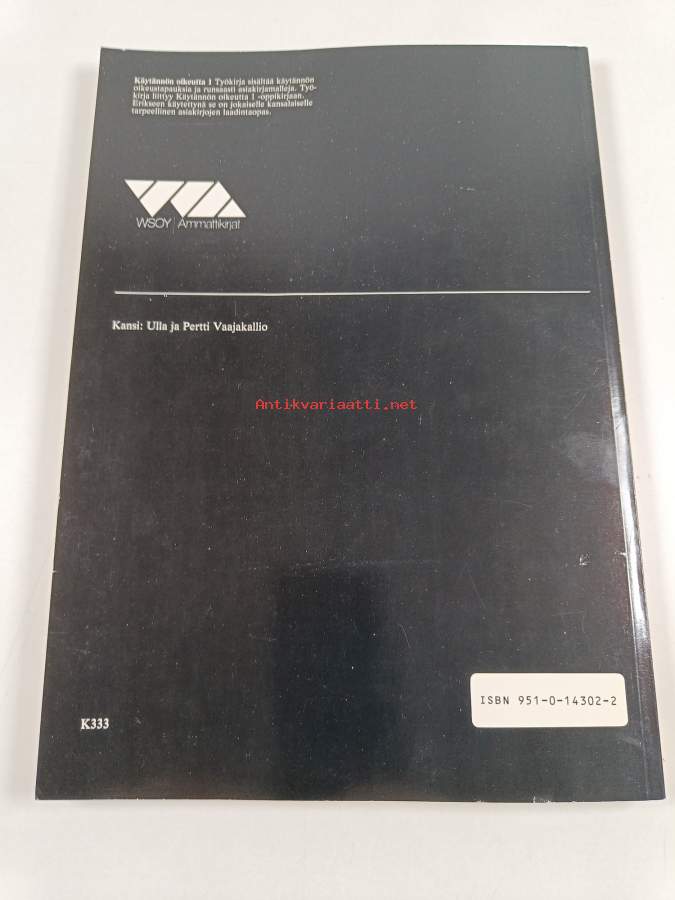 Käytännön oikeutta 1 Työkirja sisältää käytännön
oikeustapauksia ja runsaasti asiakirjamalleja. Työ-
kirja liittyy Käytännön oikeutta 1 -oppikirjaan.
Erikseen käytettynä se on jokaiselle kansalaiselle
tarpeellinen asiakirjojen laadintaopas.
WSOY | Ammattikirjat
Kansi: Ulla ja Pertti Vaajakallio
Antikvariaatti.net
ISBN 951-0-14302-2
K333